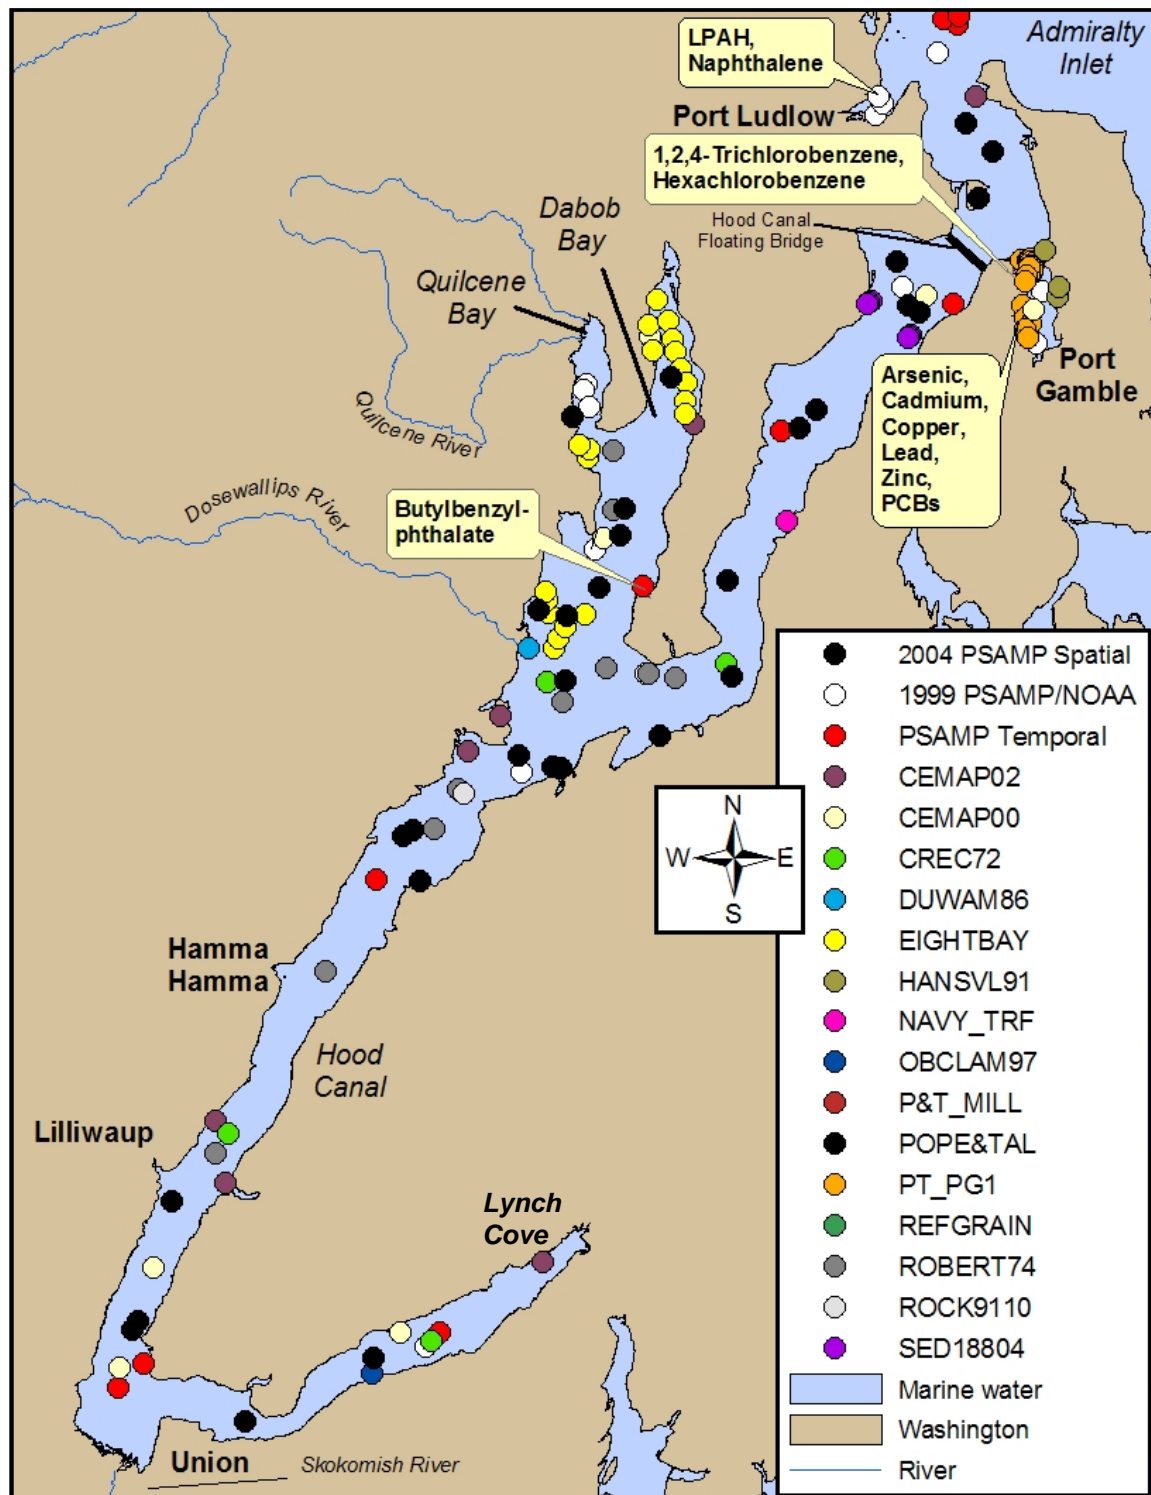 LPAH,
Naphthalene
Admiralty
Inlet
Port Ludlow
1,2,4-Trichlorobenzene,
Hexachlorobenzene
Dabob
Bay
Hood Canal
Floating Bridge
Quilcene
Bay
Port
Gamble
Arsenic,
Cadmium,
Copper,
Lead,
Zinc,
PCBs
Quilcene River
Dosewallips River
Butylbenzyl-
phthalate
2004 PSAMP Spatial
1999 PSAMP/NOAA
PSAMP Temporal
CEMAP02
CEMAP00
CREC72
DUWAM86
EIGHTBAY
HANSVL91
NAVY_TRF
OBCLAM97
P&T_MILL
POPE&TAL
PT_PG1
REFGRAIN
ROBERT74
ROCK9110
SED18804
Marine water
Washington
River
N
W E
S
Hamma
Hamma
Hood
Canal
Lilliwaup
Lynch
Cove
Union
Skokomish River